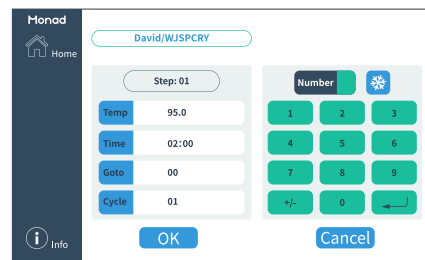 Monad
Home
David/WJSPCRY
Step: 01
Temp 95.0
Time 02:00
Goto 00
Cycle 01
Number
1 2 3
4 5 6
7 8 9
+/- 0
OK
Cancel
i Info